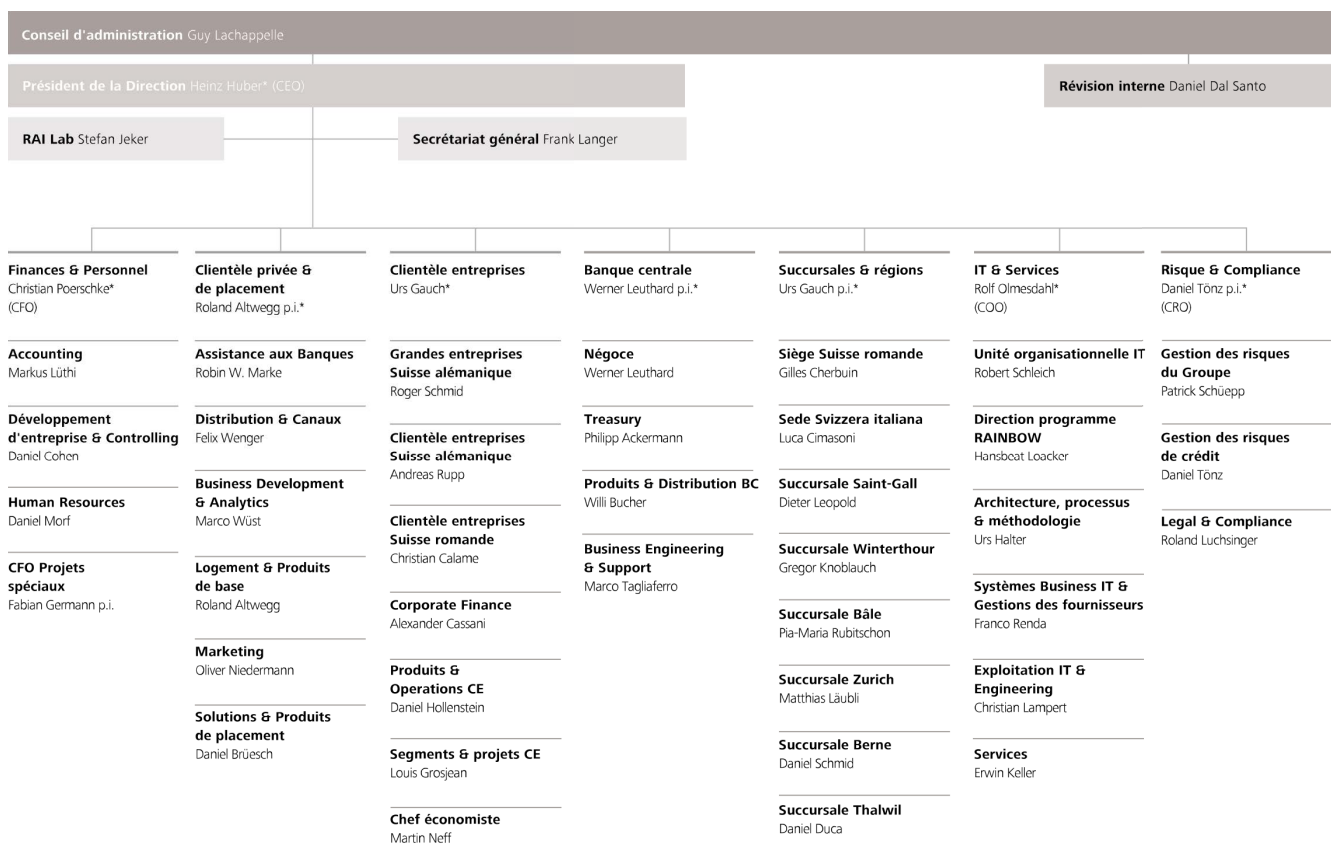 Conseil d'administration Guy Lachappelle
Président de la Direction Heinz Huber* (CEO)
Révision interne Daniel Dal Santo
RAI Lab Stefan Jeker
Secrétariat général Frank Langer
Finances & Personnel
Christian Poerschke*
(CFO)
Accounting
Markus Lüthi
Développement
d'entreprise & Controlling
Daniel Cohen
Human Resources
Daniel Morf
CFO Projets
spéciaux
Fabian Germann p.i.
Clientèle privée &
de placement
Roland Altwegg p.i.*
Assistance aux Banques
Robin W. Marke
Distribution & Canaux
Felix Wenger
Business Development
& Analytics
Marco Wüst
Logement & Produits
de base
Roland Altwegg
Marketing
Oliver Niedermann
Solutions & Produits
de placement
Daniel Brüesch
Clientèle entreprises
Urs Gauch*
Grandes entreprises
Suisse alémanique
Roger Schmid
Clientèle entreprises
Suisse alémanique
Andreas Rupp
Clientèle entreprises
Suisse romande
Christian Calame
Corporate Finance
Alexander Cassani
Produits &
Operations CE
Daniel Hollenstein
Segments & projets CE
Louis Grosjean
Chef économiste
Martin Neff
Banque centrale
Werner Leuthard p.i.*
Négoce
Werner Leuthard
Treasury
Philipp Ackermann
Produits & Distribution BC
Willi Bucher
Business Engineering
& Support
Marco Tagliaferro
Succursales & régions
Urs Gauch p.i.*
Siège Suisse romande
Gilles Cherbuin
Sede Svizzera italiana
Luca Cimasoni
Succursale Saint-Gall
Dieter Leopold
Succursale Winterthour
Gregor Knoblauch
Succursale Bâle
Pia-Maria Rubitschon
Succursale Zurich
Matthias Läubli
Succursale Berne
Daniel Schmid
Succursale Thalwil
Daniel Duca
IT & Services
Rolf Olmesdahl*
(COO)
Unité organisationnelle IT
Robert Schleich
Direction programme
RAINBOW
Hansbeat Loacker
Architecture, processus
& méthodologie
Urs Halter
Systèmes Business IT &
Gestions des fournisseurs
Franco Renda
Exploitation IT &
Engineering
Christian Lampert
Services
Erwin Keller
Risque & Compliance
Daniel Tönz p.i.*
(CRO)
Gestion des risques
du Groupe
Patrick Schüepp
Gestion des risques
de crédit
Daniel Tönz
Legal & Compliance
Roland Luchsinger